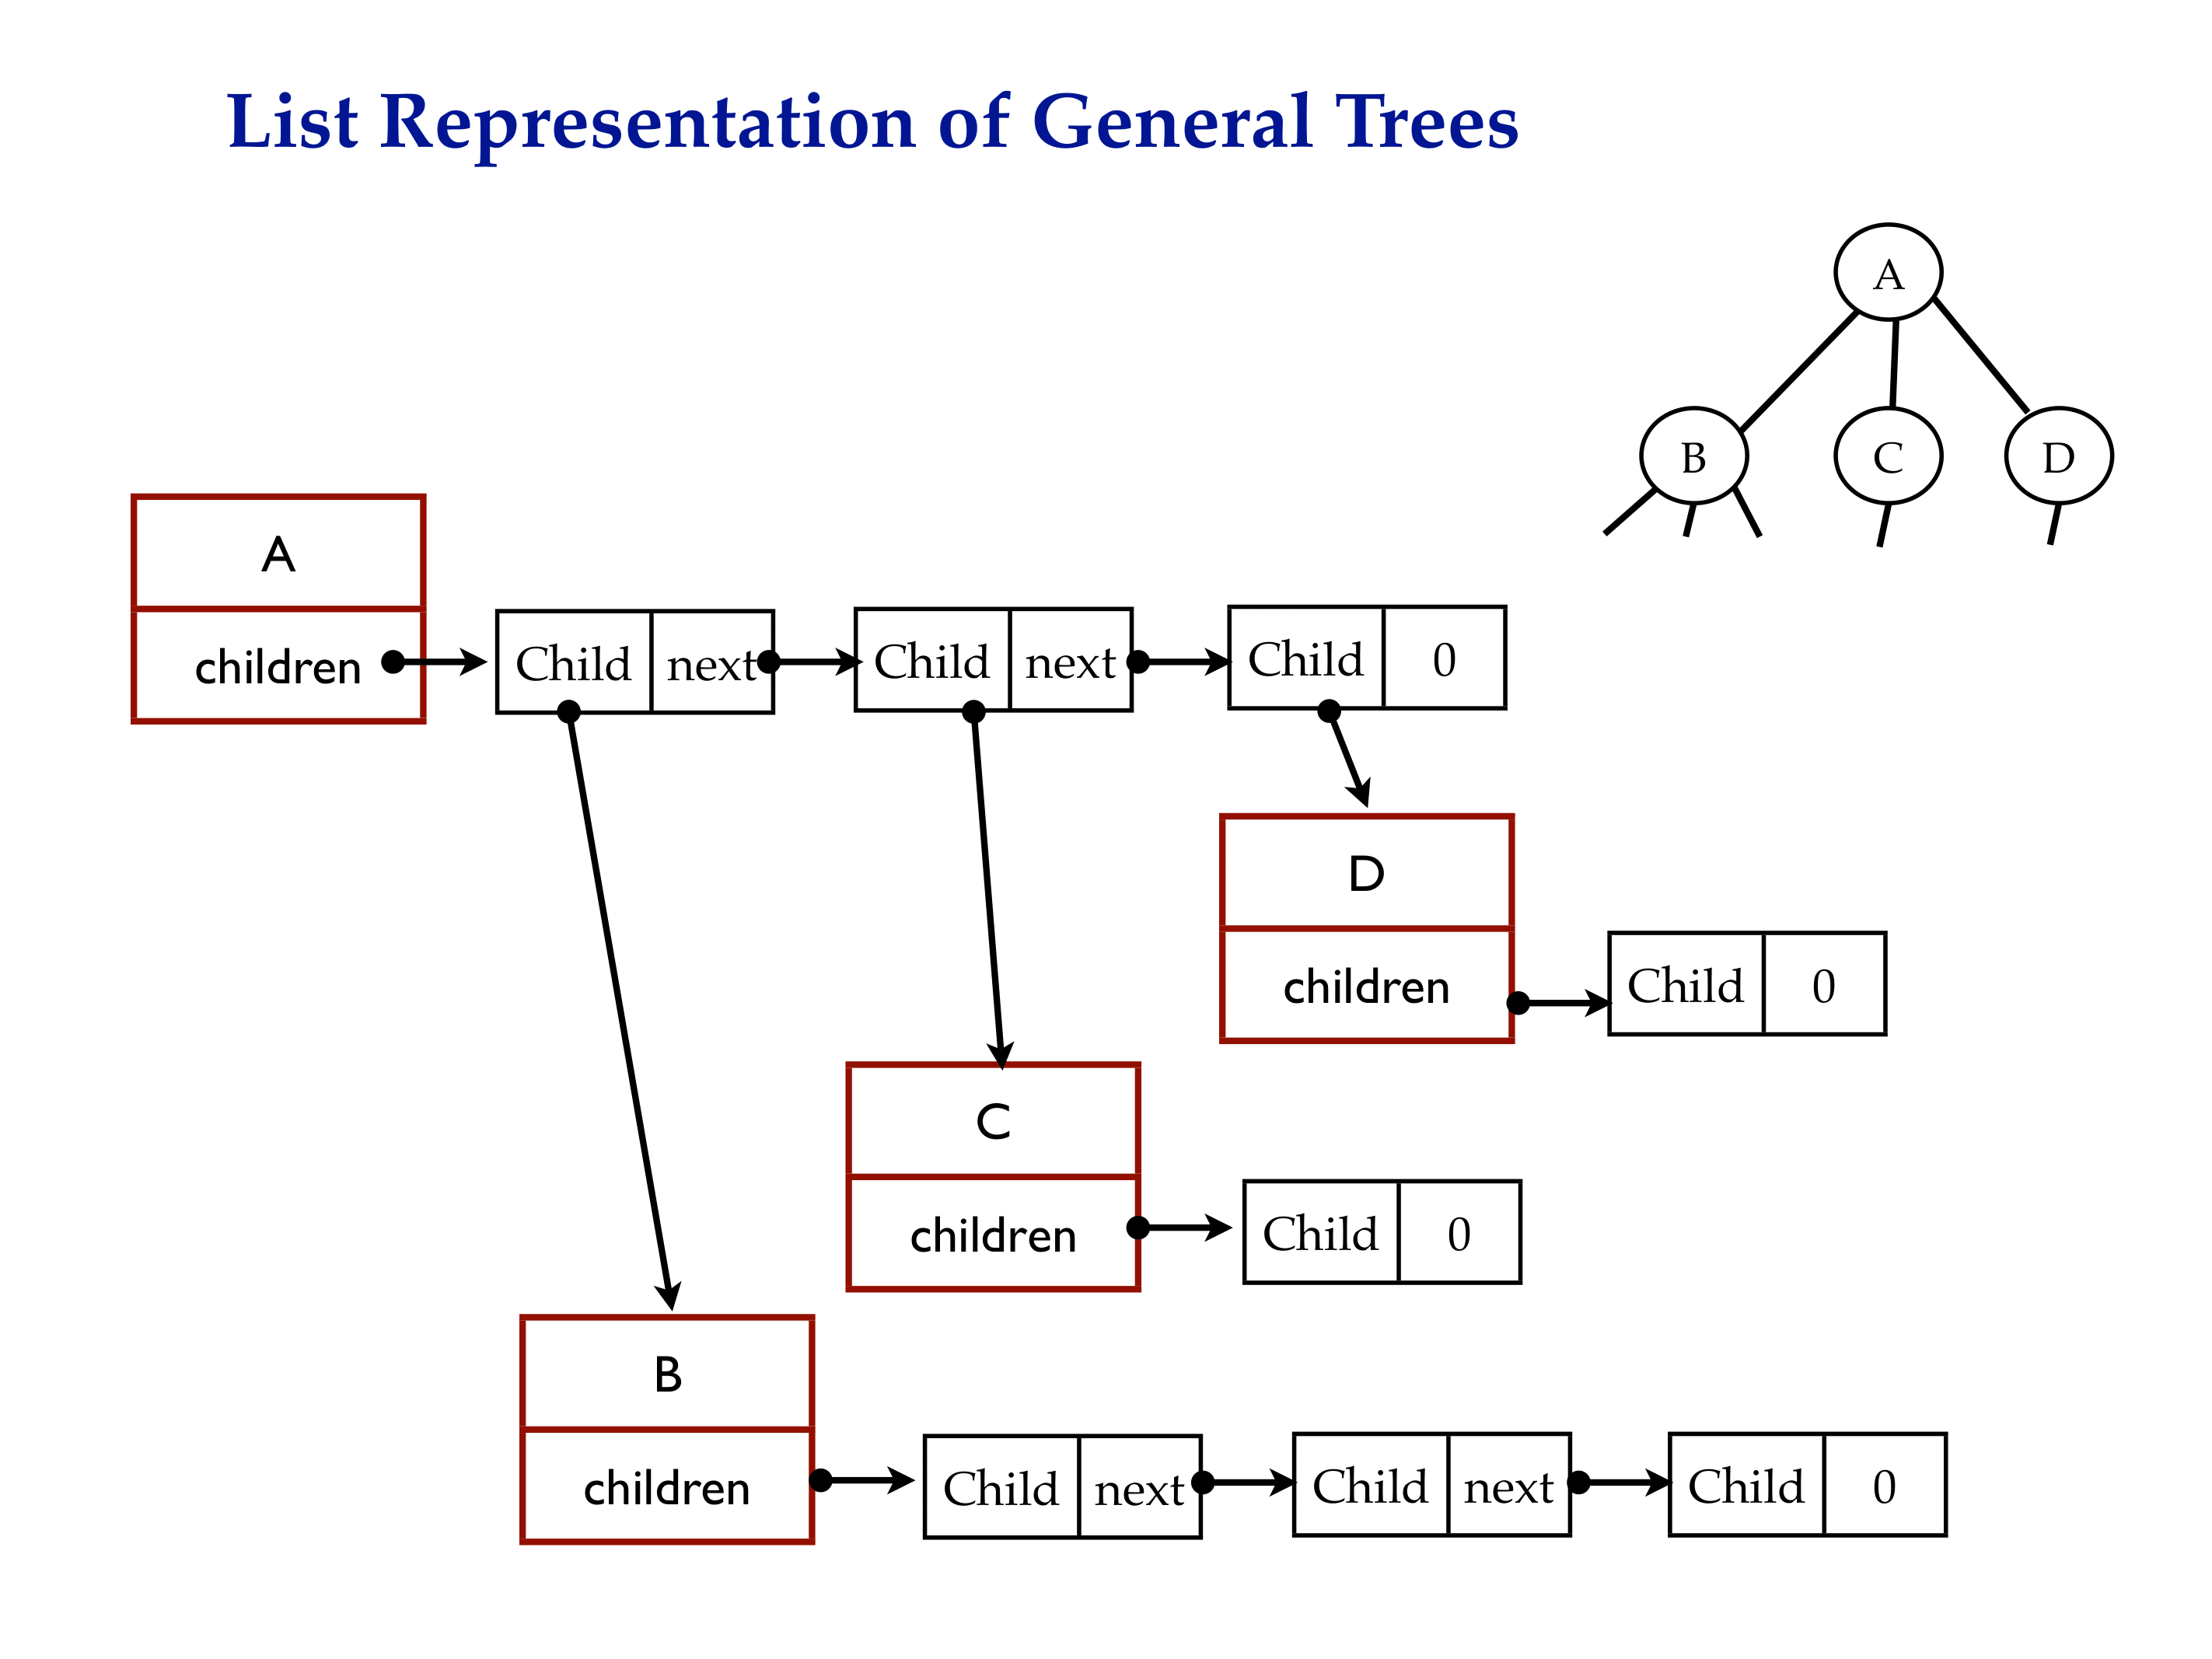 List Representation of General Trees
A
B C D
A
children Child next Child next Child 0
D
children Child 0
C
children Child 0
B
children Child next Child next Child 0